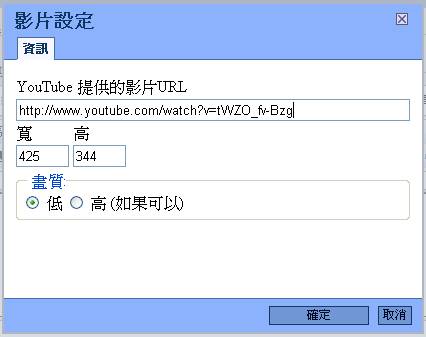 影片設定
資訊
YouTube 提供的影片URL
http://www.youtube.com/watch?v=tWZO_fv-Bzg
寬 高
425 344
畫質:
低 高(如果可以)
確定 取消